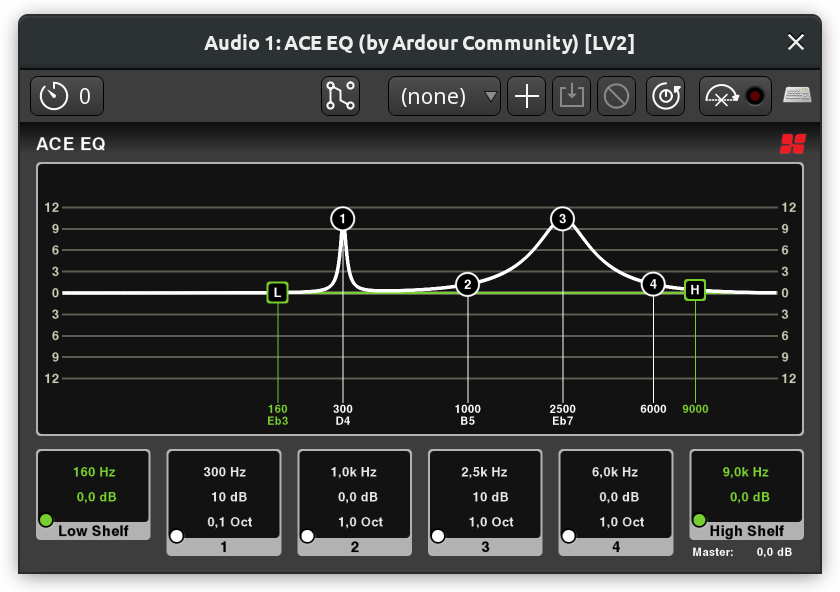 Audio 1: ACE EQ (by Ardour Community) [LV2]
0
(none)
ACE EQ
12 12
9 9
1 3
6 6
3 3
2 4
0 L H 0
3 3
6 6
9 9
12 12
160 300 1000 2500 6000 9000
Eb3 D4 B5 Eb7
160 Hz
0,0 dB
Low Shelf
300 Hz
10 dB
0,1 Oct
1
1,0k Hz
0,0 dB
1,0 Oct
2
2,5k Hz
10 dB
1,0 Oct
3
6,0k Hz
0,0 dB
1,0 Oct
4
9,0k Hz
0,0 dB
High Shelf
Master: 0,0 dB